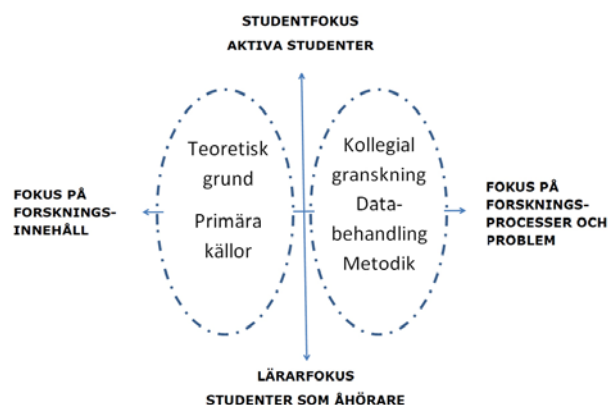 STUDENTFOKUS
AKTIVA STUDENTER
Teoretisk
grund
Primära
källor
Kollegial
granskning
Data-
behandling
Metodik
FOKUS PÅ
FORSKNINGS-
INNEHÅLL
FOKUS PÅ
FORSKNINGS-
PROCESSER OCH
PROBLEM
LÄRARFOKUS
STUDENTER SOM ÅHÖRARE